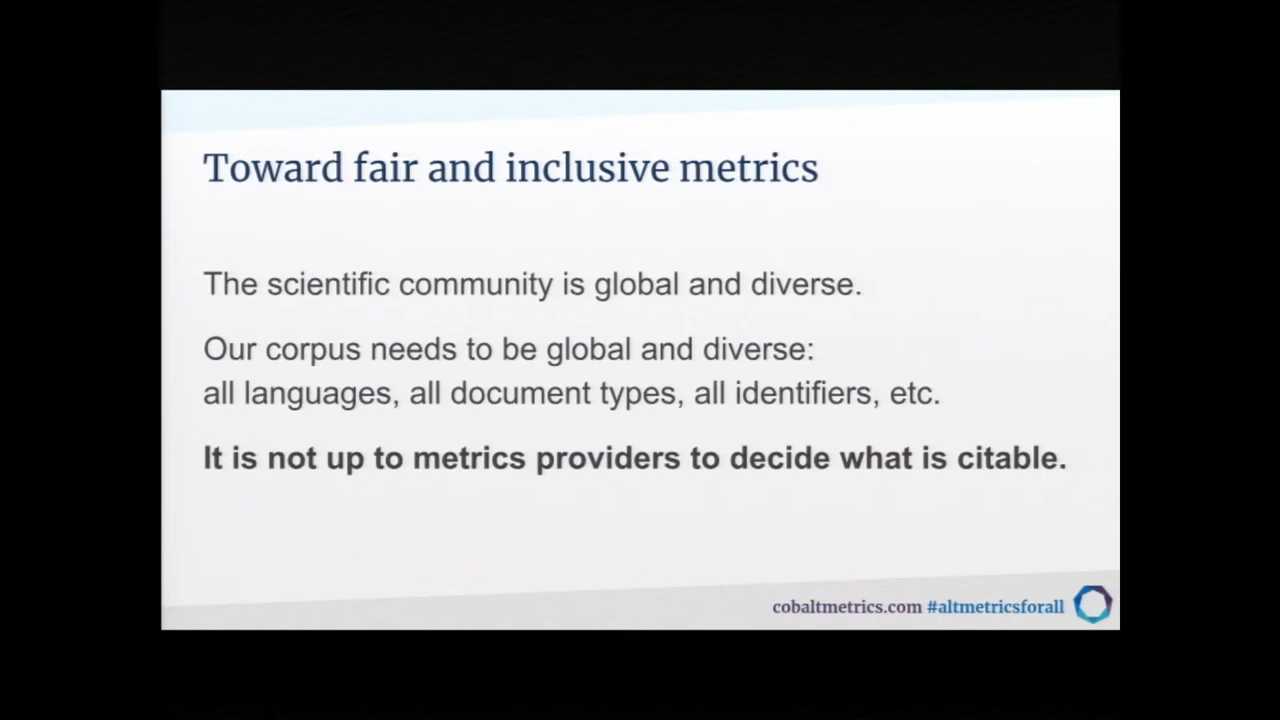 Toward fair and inclusive metrics
The scientific community is global and diverse.
Our corpus needs to be global and diverse:
all languages, all document types, all identifiers, etc.
It is not up to metrics providers to decide what is citable.
cobaltmetrics.com #altmetricsforall